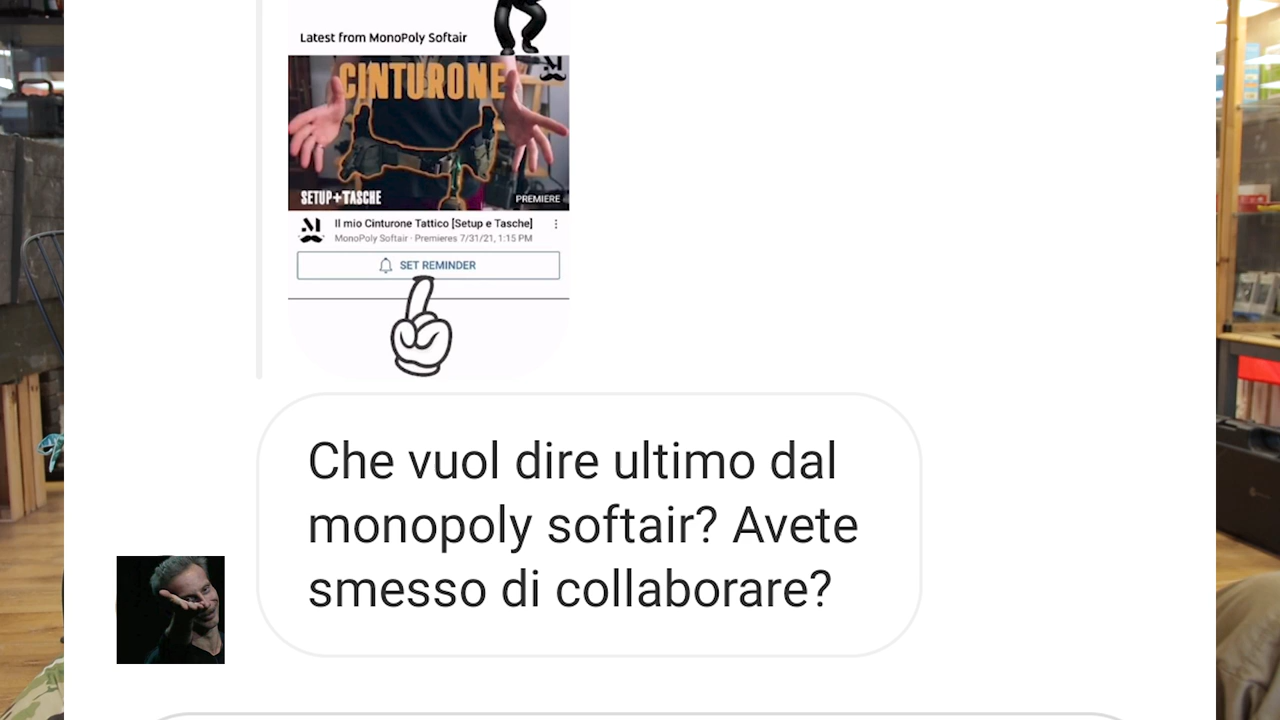 Latest from MonoPoly Softair
CINTURONE
SETUP+TASCHE
PREMIERE
Il mio Cinturone Tattico [Setup e Tasche]
MonoPoly Softair · Premieres 7/31/21, 1:15 PM
SET REMINDER
Che vuol dire ultimo dal
monopoly softair? Avete
smesso di collaborare?